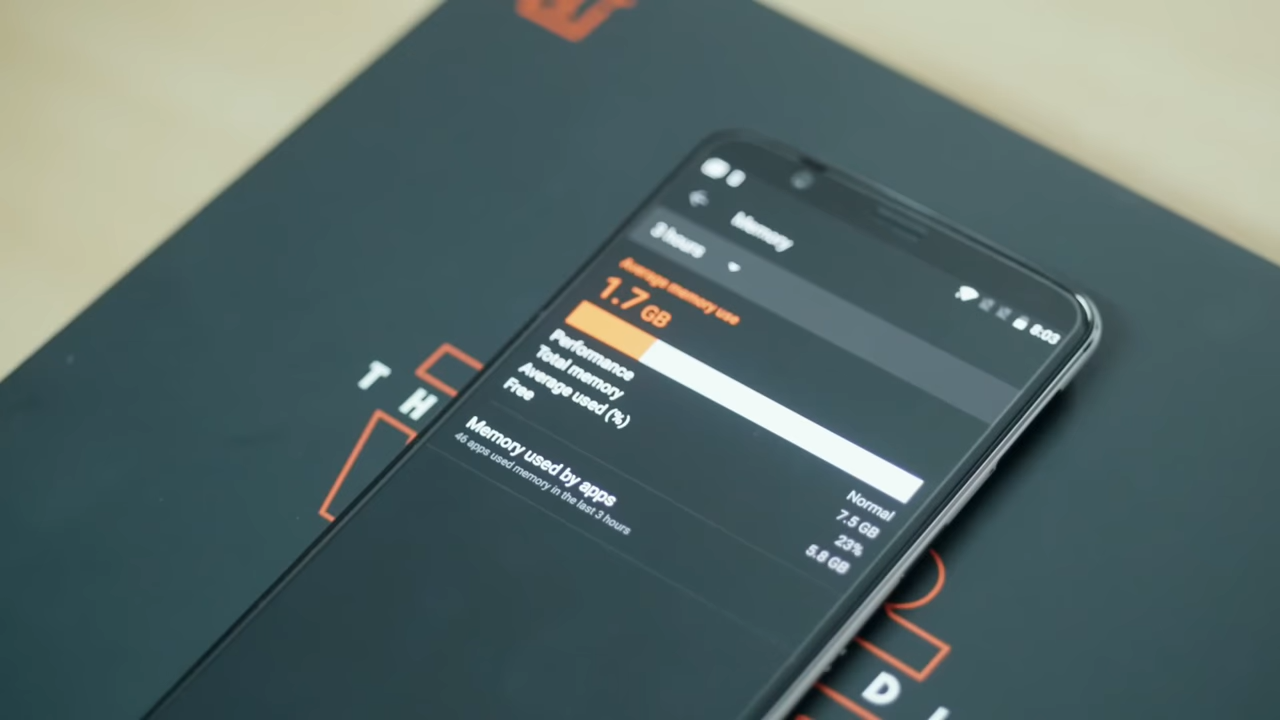 Memory
8:03
3 hours
Average memory use
1.7 GB
Performance Normal
Total memory 7.5 GB
Average used (%) 23%
Free 5.8 GB
Memory used by apps
46 apps used memory in the last 3 hours
T H
D